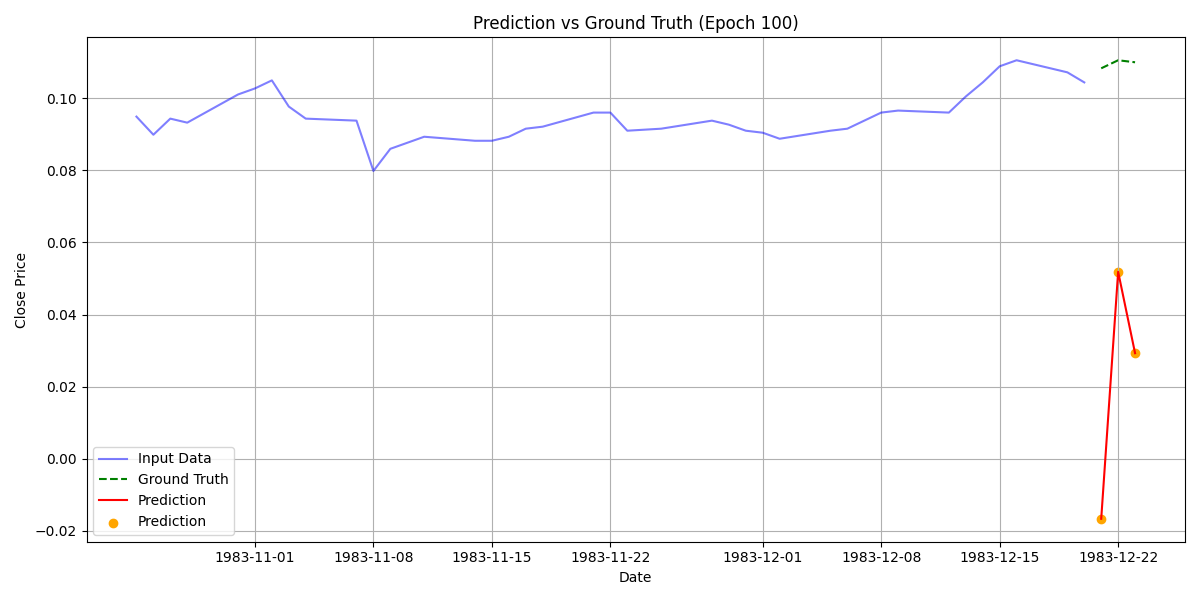 Prediction vs Ground Truth (Epoch 100)
Close Price
0.10
0.08
0.06
0.04
0.02
0.00
−0.02
Input Data
Ground Truth
Prediction
Prediction
1983-11-01
1983-11-08
1983-11-15
1983-11-22
1983-12-01
1983-12-08
1983-12-15
1983-12-22
Date